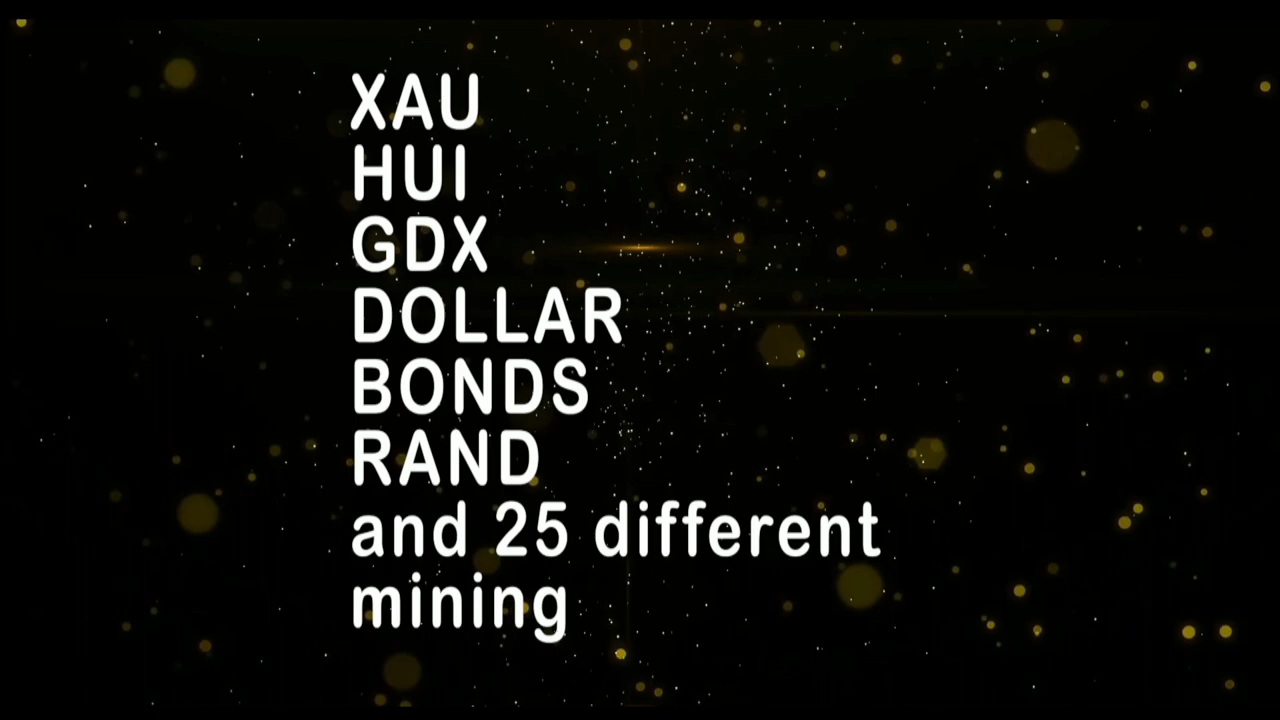 XAU
HUI
GDX
DOLLAR
BONDS
RAND
and 25 different
mining